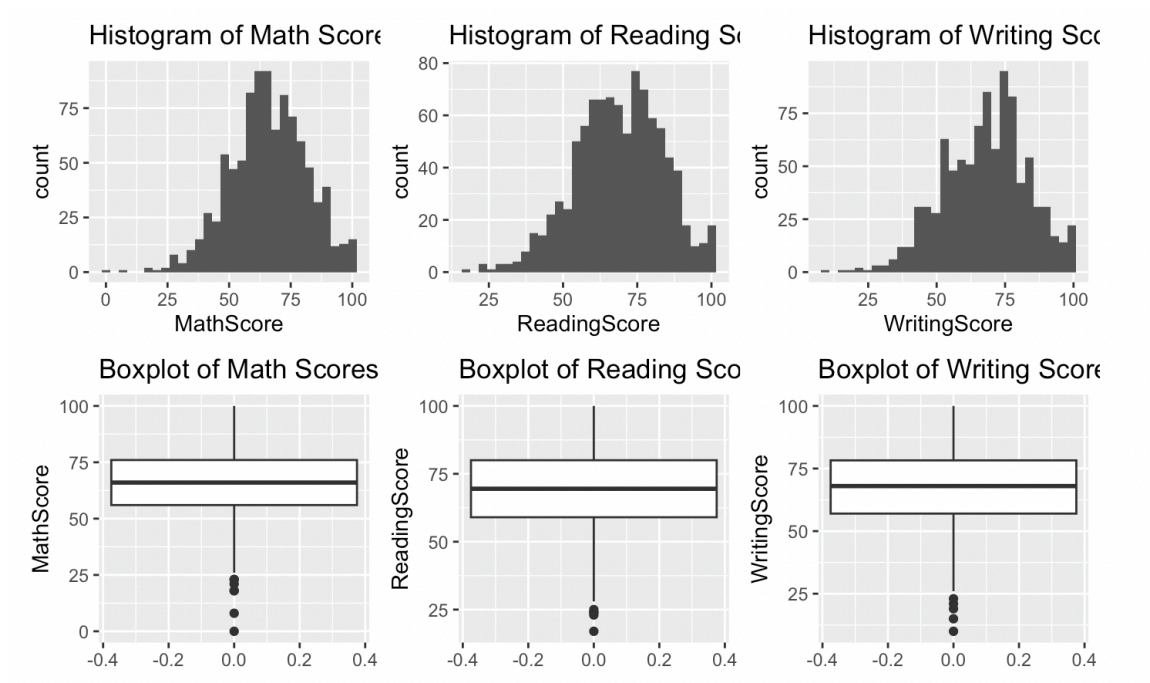 Histogram of Math Score
75
50
25
0
count
0 25 50 75 100
MathScore
Histogram of Reading Sc
80
60
40
20
0
count
25 50 75 100
ReadingScore
Histogram of Writing Sco
75
50
25
0
count
25 50 75 100
WritingScore
Boxplot of Math Scores
100
75
50
25
0
MathScore
-0.4 -0.2 0.0 0.2 0.4
Boxplot of Reading Sco
100
75
50
25
ReadingScore
-0.4 -0.2 0.0 0.2 0.4
Boxplot of Writing Score
100
75
50
25
WritingScore
-0.4 -0.2 0.0 0.2 0.4